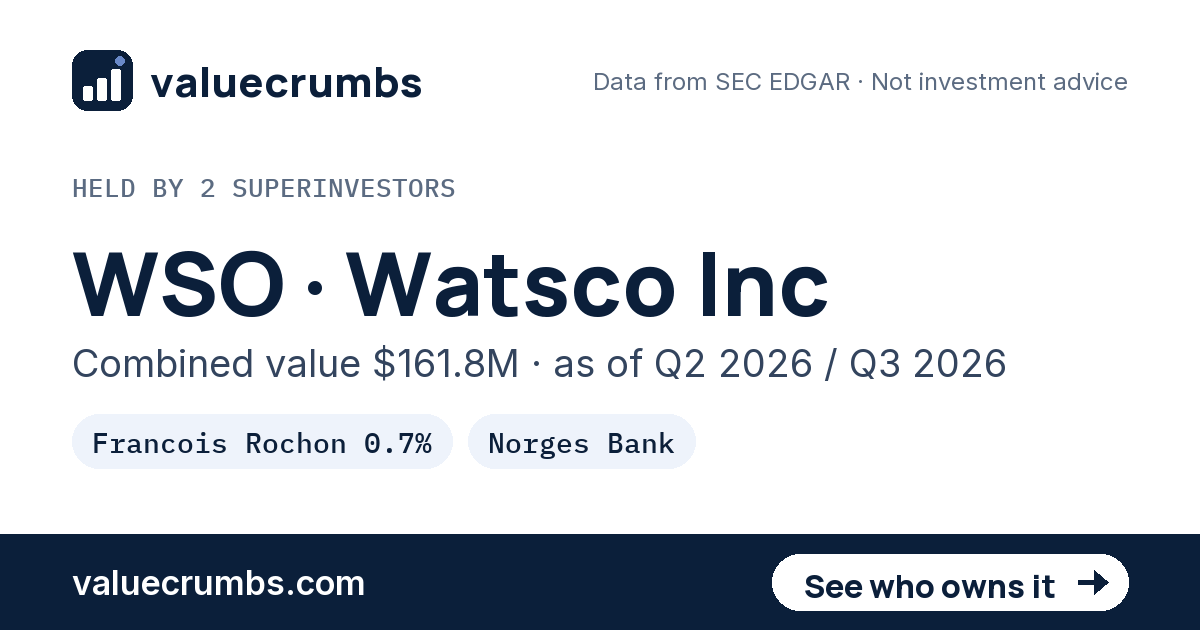 valuecrumbs
Data from SEC EDGAR · Not investment advice
HELD BY 2 SUPERINVESTORS
WSO · Watsco Inc
Combined value $161.8M · as of Q2 2026 / Q3 2026
Francois Rochon 0.7%
Norges Bank
valuecrumbs.com
See who owns it →